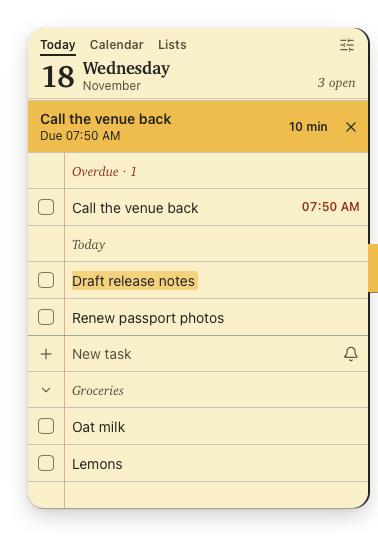 Today Calendar Lists
18 Wednesday
November
3 open
Call the venue back
Due 07:50 AM
10 min
Overdue · 1
Call the venue back 07:50 AM
Today
Draft release notes
Renew passport photos
New task
Groceries
Oat milk
Lemons